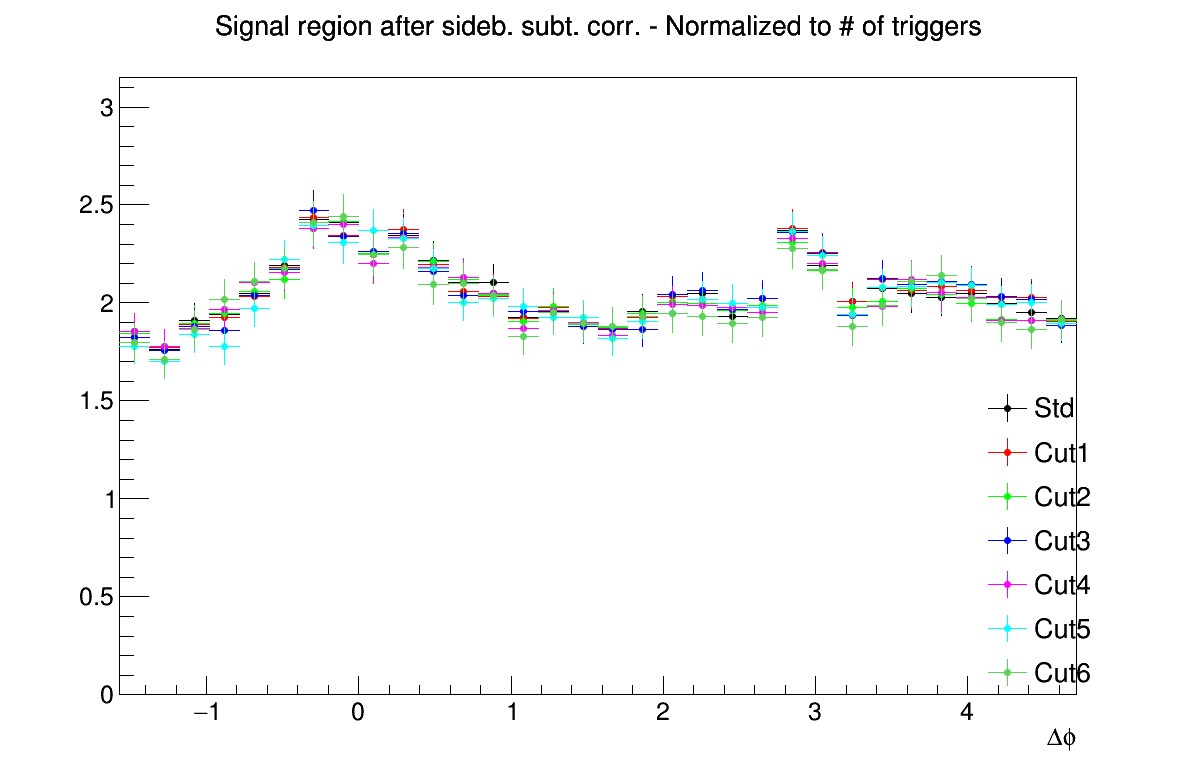 Signal region after sideb. subt. corr. - Normalized to # of triggers
3
2.5
2
1.5
1
0.5
0
−1
0
1
2
3
4
Δϕ
Std
Cut1
Cut2
Cut3
Cut4
Cut5
Cut6